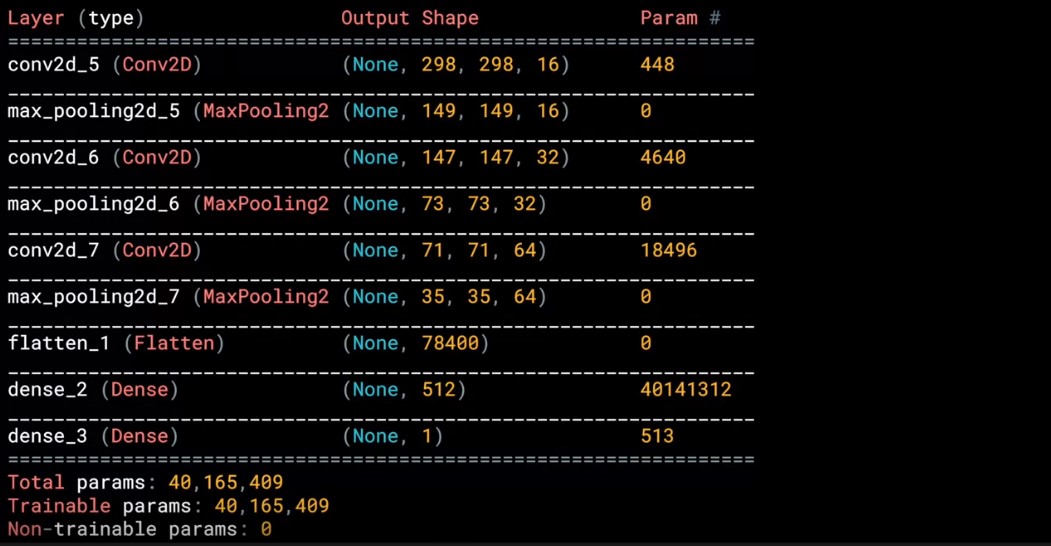 Layer (type) Output Shape Param #
=================================================================
conv2d_5 (Conv2D) (None, 298, 298, 16) 448
_________________________________________________________________
max_pooling2d_5 (MaxPooling2 (None, 149, 149, 16) 0
_________________________________________________________________
conv2d_6 (Conv2D) (None, 147, 147, 32) 4640
_________________________________________________________________
max_pooling2d_6 (MaxPooling2 (None, 73, 73, 32) 0
_________________________________________________________________
conv2d_7 (Conv2D) (None, 71, 71, 64) 18496
_________________________________________________________________
max_pooling2d_7 (MaxPooling2 (None, 35, 35, 64) 0
_________________________________________________________________
flatten_1 (Flatten) (None, 78400) 0
_________________________________________________________________
dense_2 (Dense) (None, 512) 40141312
_________________________________________________________________
dense_3 (Dense) (None, 1) 513
=================================================================
Total params: 40,165,409
Trainable params: 40,165,409
Non-trainable params: 0